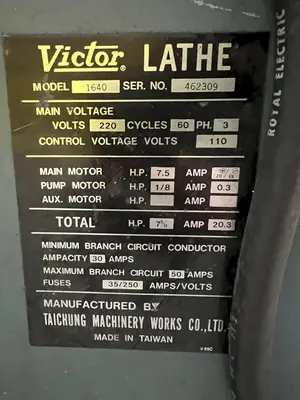 Victor® LATHE
MODEL 1640 SER. NO. 462309
MAIN VOLTAGE
VOLTS 220 CYCLES 60 PH. 3
CONTROL VOLTAGE VOLTS 110
MAIN MOTOR H.P. 7.5 AMP
PUMP MOTOR H.P. 1/8 AMP 0.3
AUX. MOTOR H.P. AMP
TOTAL H.P. AMP 20.3
MINIMUM BRANCH CIRCUIT CONDUCTOR
AMPACITY 30 AMPS
MAXIMUM BRANCH CIRCUIT 50 AMPS
FUSES 35/250 AMPS/VOLTS
MANUFACTURED BY
TAICHUNG MACHINERY WORKS CO., LTD.
MADE IN TAIWAN
ROYAL ELECTRIC